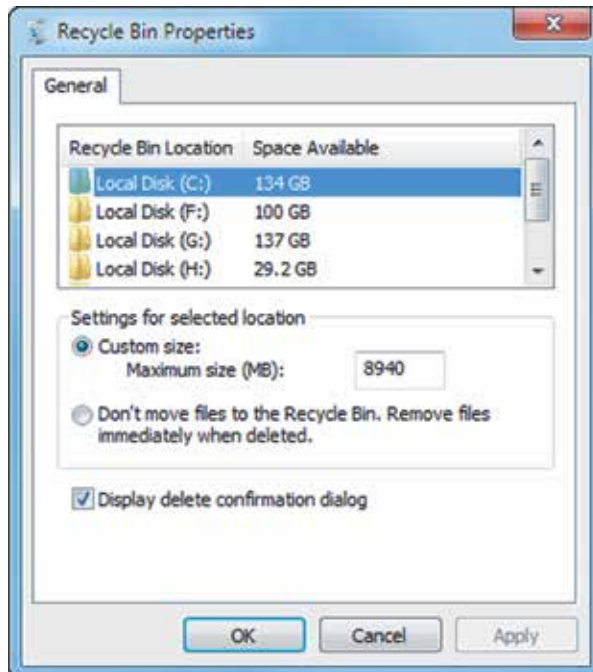 Recycle Bin Properties
General
Recycle Bin Location Space Available
Local Disk (C:) 134 GB
Local Disk (F:) 100 GB
Local Disk (G:) 137 GB
Local Disk (H:) 29.2 GB
Settings for selected location
Custom size:
Maximum size (MB): 8940
Don't move files to the Recycle Bin. Remove files
immediately when deleted.
Display delete confirmation dialog
OK Cancel Apply